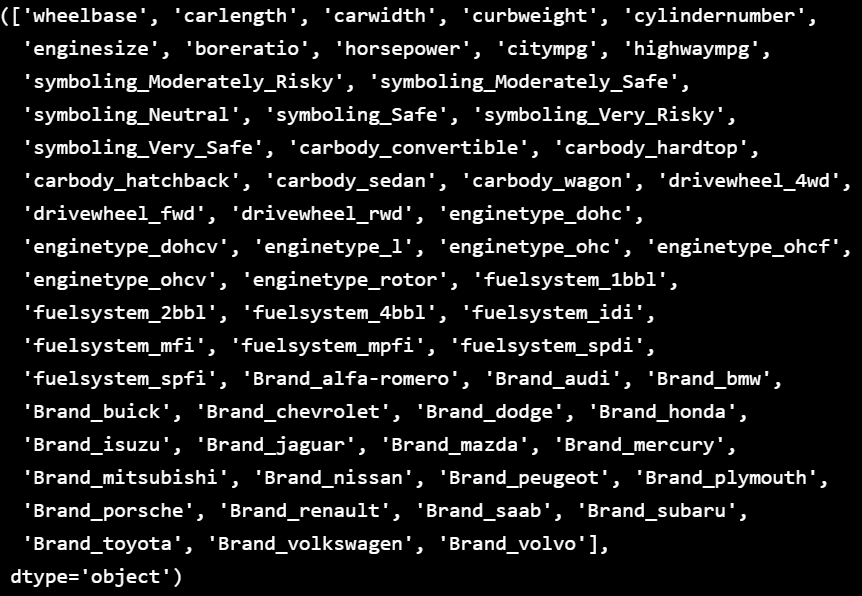 (['wheelbase', 'carlength', 'carwidth', 'curbweight', 'cylindernumber',
'enginesize', 'boreratio', 'horsepower', 'citympg', 'highwaympg',
'symboling_Moderately_Risky', 'symboling_Moderately_Safe',
'symboling_Neutral', 'symboling_Safe', 'symboling_Very_Risky',
'symboling_Very_Safe', 'carbody_convertible', 'carbody_hardtop',
'carbody_hatchback', 'carbody_sedan', 'carbody_wagon', 'drivewheel_4wd',
'drivewheel_fwd', 'drivewheel_rwd', 'enginetype_dohc',
'enginetype_dohcv', 'enginetype_l', 'enginetype_ohc', 'enginetype_ohcf',
'enginetype_ohcv', 'enginetype_rotor', 'fuelsystem_1bbl',
'fuelsystem_2bbl', 'fuelsystem_4bbl', 'fuelsystem_idi',
'fuelsystem_mfi', 'fuelsystem_mpfi', 'fuelsystem_spdi',
'fuelsystem_spfi', 'Brand_alfa-romero', 'Brand_audi', 'Brand_bmw',
'Brand_buick', 'Brand_chevrolet', 'Brand_dodge', 'Brand_honda',
'Brand_isuzu', 'Brand_jaguar', 'Brand_mazda', 'Brand_mercury',
'Brand_mitsubishi', 'Brand_nissan', 'Brand_peugeot', 'Brand_plymouth',
'Brand_porsche', 'Brand_renault', 'Brand_saab', 'Brand_subaru',
'Brand_toyota', 'Brand_volkswagen', 'Brand_volvo'],
dtype='object')